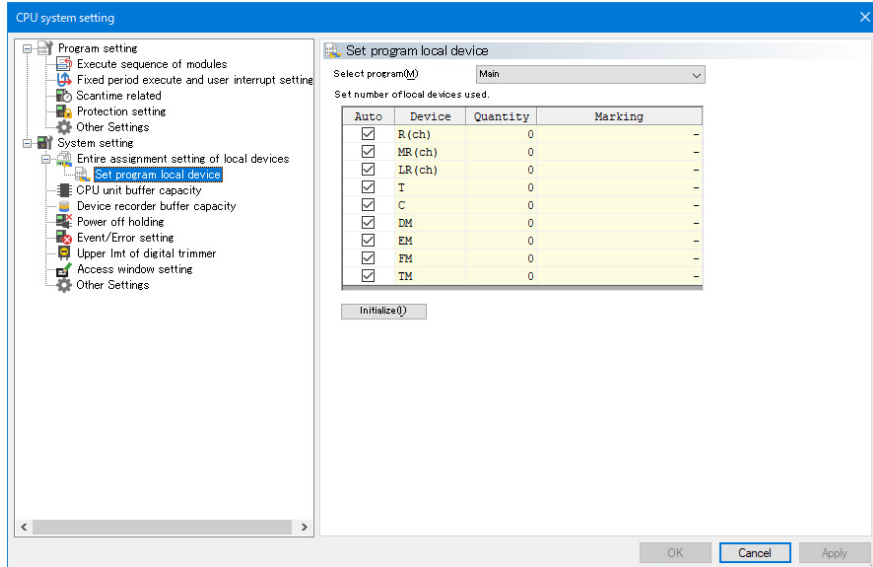 CPU system setting
Program setting
Execute sequence of modules
Fixed period execute and user interrupt setting
Scantime related
Protection setting
Other Settings
System setting
Entire assignment setting of local devices
Set program local device
CPU unit buffer capacity
Device recorder buffer capacity
Power off holding
Event/Error setting
Upper lmt of digital trimmer
Access window setting
Other Settings
Set program local device
Select program(M) Main
Set number of local devices used.
Auto Device Quantity Marking
R(ch) 0 -
MR(ch) 0 -
LR(ch) 0 -
T 0 -
C 0 -
DM 0 -
EM 0 -
FM 0 -
TM 0 -
Initialize(I)
OK Cancel Apply